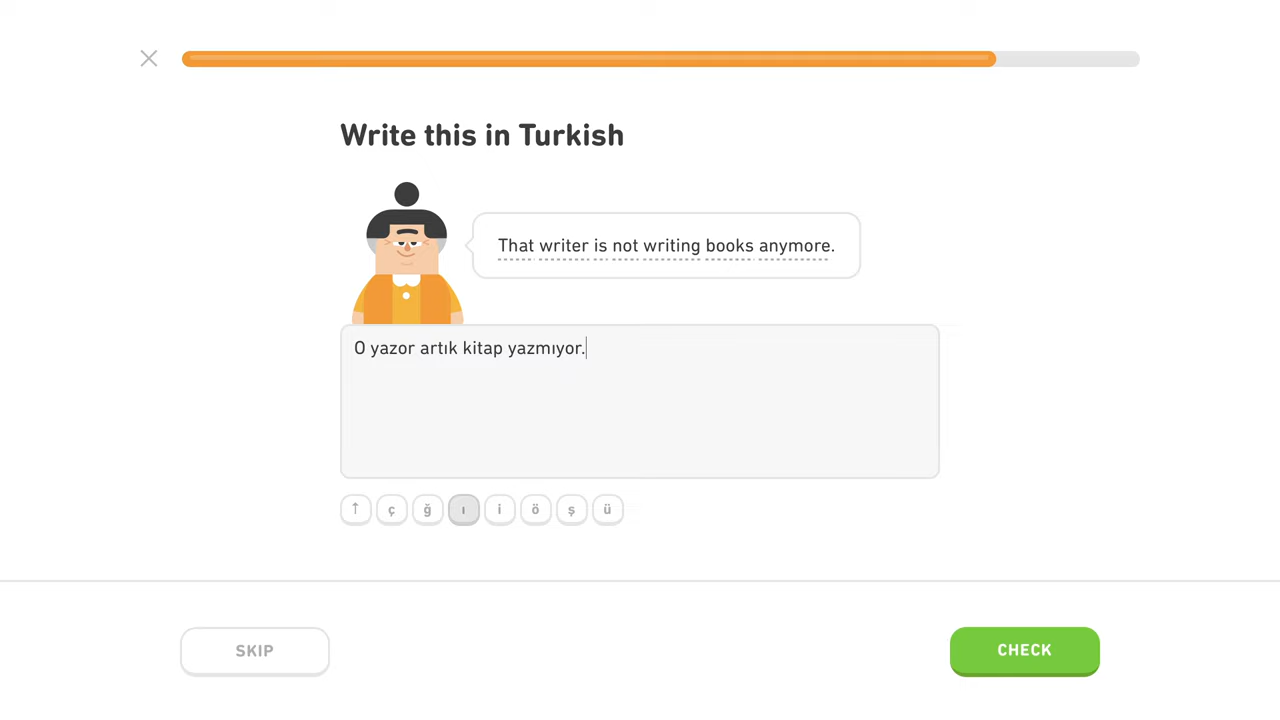 Write this in Turkish
That writer is not writing books anymore.
O yazor artık kitap yazmıyor.
↑ ç ğ ı i ö ş ü
SKIP
CHECK